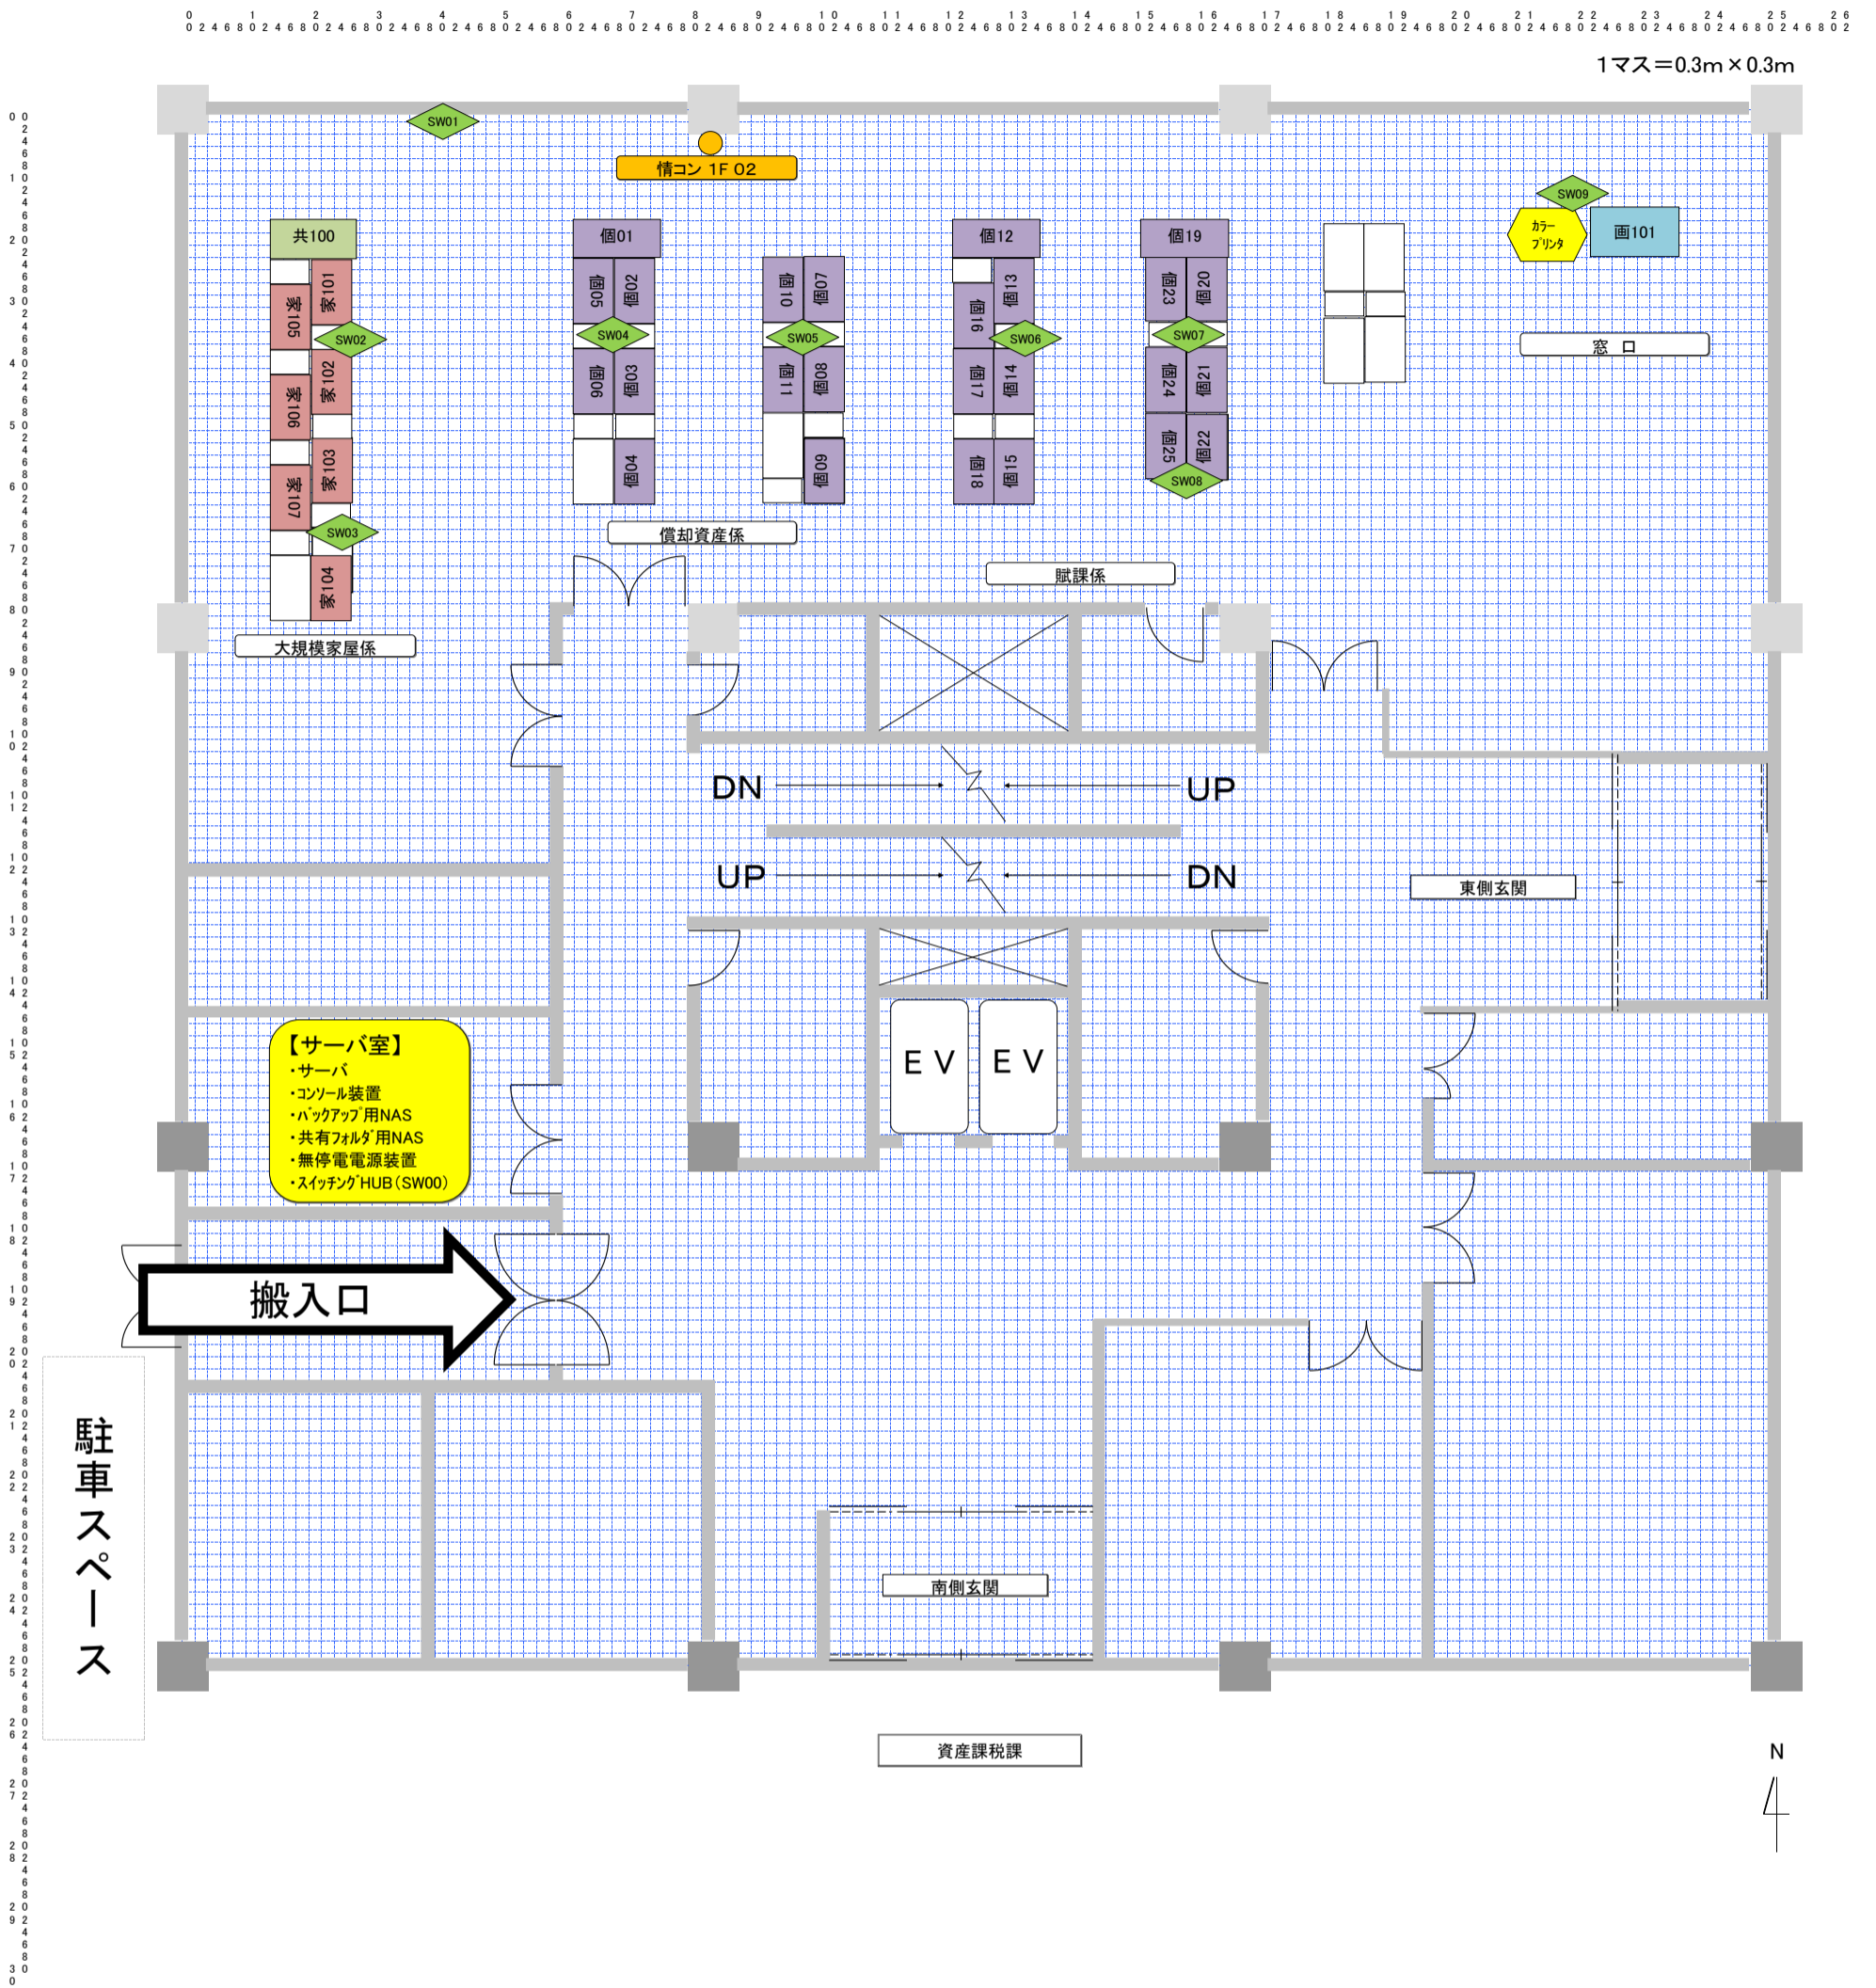 1マス＝0.3m×0.3m
SW01
情コン 1F 02
SW09
カラー
プリンタ
画101
共100
個01
個12
個19
家101
家105
個05
個02
個10
個07
個13
個16
個23
個20
SW02
SW04
SW05
SW06
SW07
窓 口
家102
家106
個06
個03
個11
個08
個17
個14
個24
個21
家103
家107
個04
個09
個18
個15
個25
個22
SW08
SW03
償却資産係
家104
賦課係
大規模家屋係
DN
UP
UP
DN
東側玄関
EV
EV
【サーバ室】
・サーバ
・コンソール装置
・バックアップ用NAS
・共有フォルダ用NAS
・無停電電源装置
・スイッチングHUB（SW00）
搬入口
駐車スペース
南側玄関
資産課税課
N